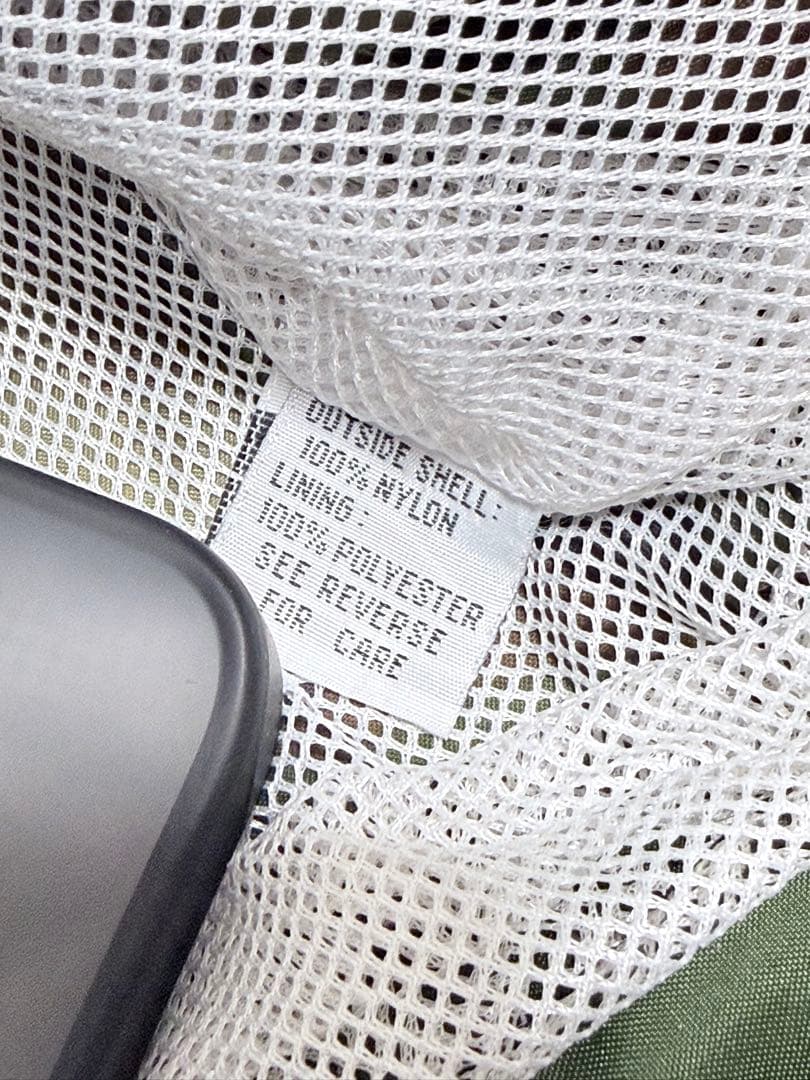 OUTSIDE SHELL:
100% NYLON
LINING:
100% POLYESTER
SEE REVERSE
FOR CARE